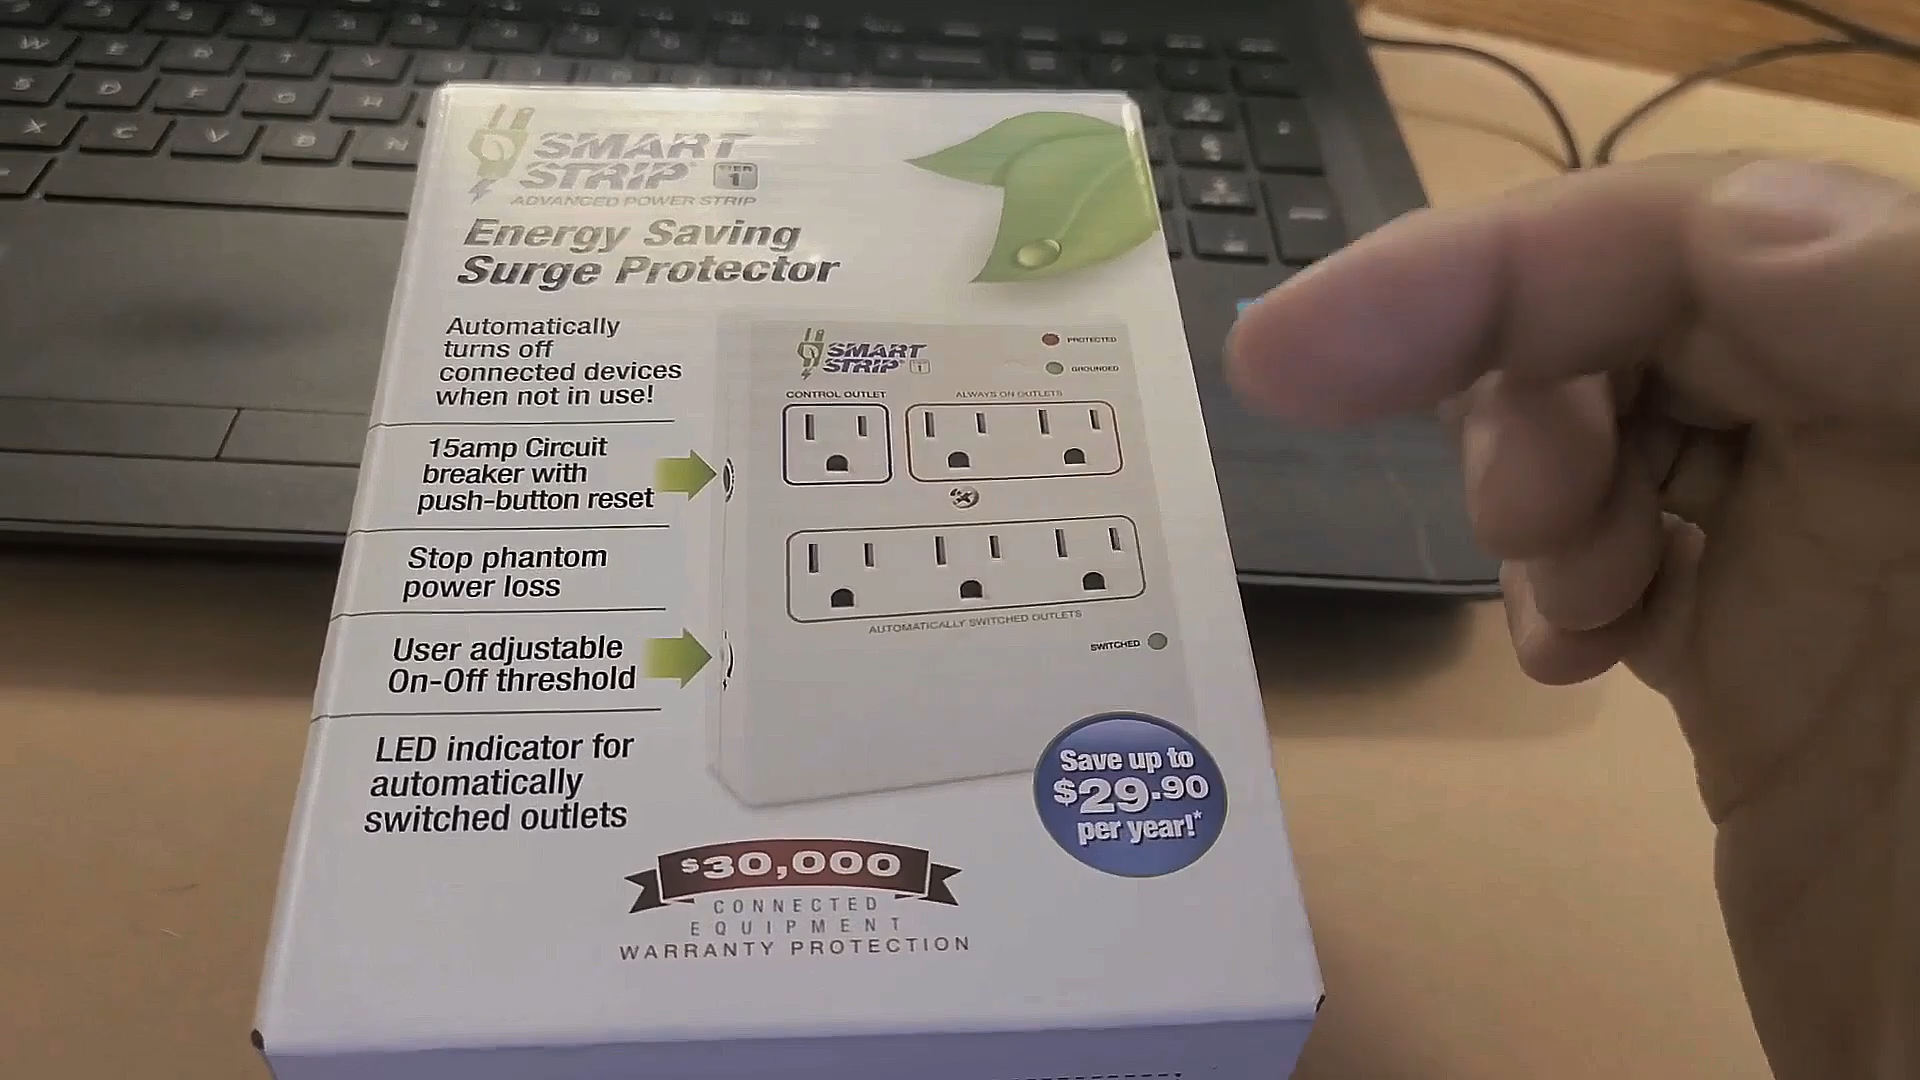 SMART
STRIP
TIER
1
ADVANCED POWER STRIP
Energy Saving
Surge Protector
Automatically
turns off
connected devices
when not in use!
15amp Circuit
breaker with
push-button reset
Stop phantom
power loss
User adjustable
On-Off threshold
LED indicator for
automatically
switched outlets
SMART
STRIP
1
PROTECTED
GROUNDED
CONTROL OUTLET
ALWAYS ON OUTLETS
AUTOMATICALLY SWITCHED OUTLETS
SWITCHED
Save up to
$29.90
per year!*
$30,000
CONNECTED
EQUIPMENT
WARRANTY PROTECTION
W
E
D
F
G
H
X
C
V
B
N